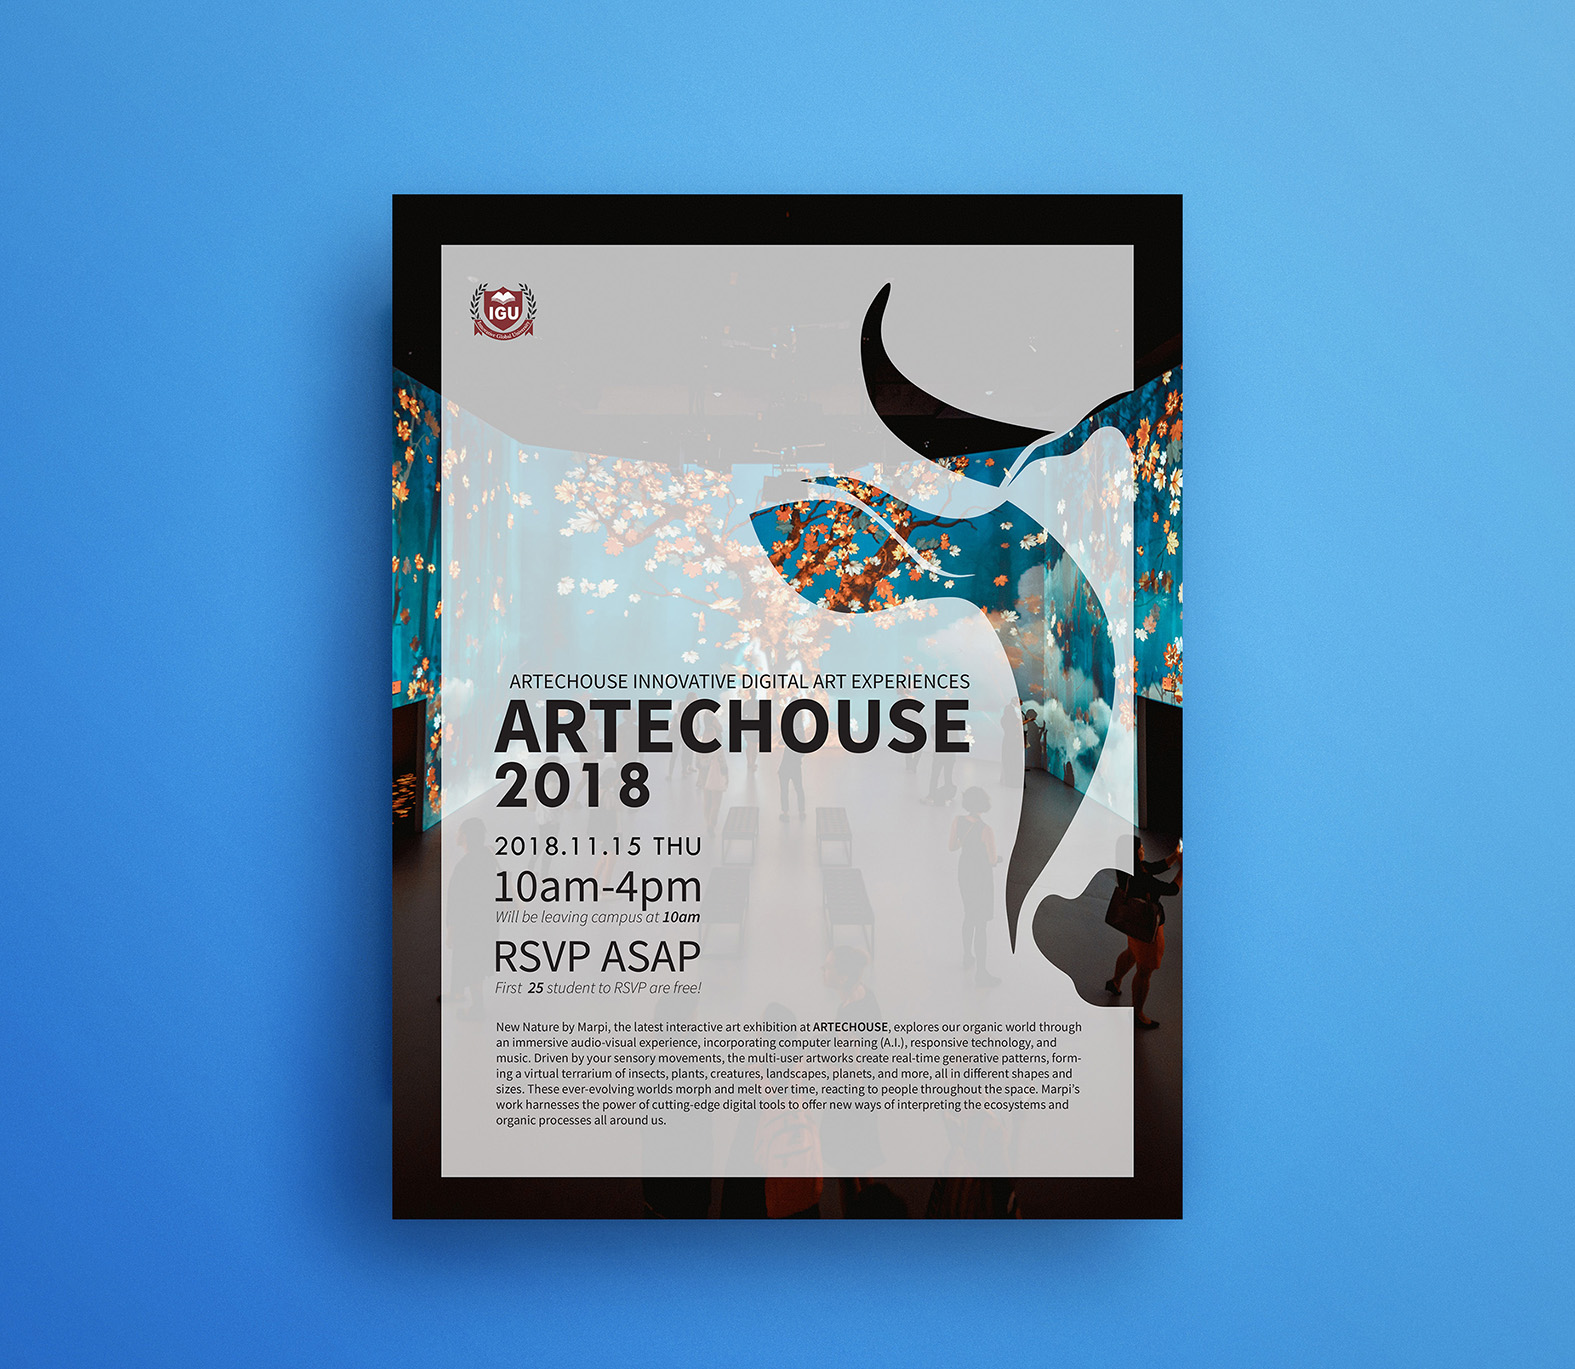 IGU
ARTECHOUSE INNOVATIVE DIGITAL ART EXPERIENCES
ARTECHOUSE
2018
2018.11.15 THU
10am-4pm
Will be leaving campus at 10am
RSVP ASAP
First 25 student to RSVP are free!
New Nature by Marpi, the latest interactive art exhibition at ARTECHOUSE, explores our organic world through
an immersive audio-visual experience, incorporating computer learning (A.I.), responsive technology, and
music. Driven by your sensory movements, the multi-user artworks create real-time generative patterns, form-
ing a virtual terrarium of insects, plants, creatures, landscapes, planets, and more, all in different shapes and
sizes. These ever-evolving worlds morph and melt over time, reacting to people throughout the space. Marpi's
work harnesses the power of cutting-edge digital tools to offer new ways of interpreting the ecosystems and
organic processes all around us.